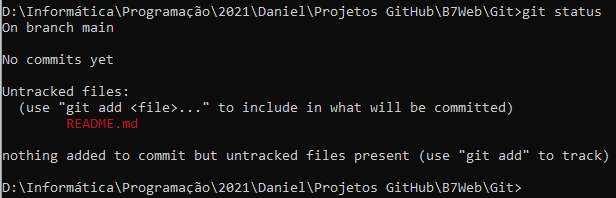 D:\Informática\Programação\2021\Daniel\Projetos GitHub\B7Web\Git>git status
On branch main
No commits yet
Untracked files:
(use "git add <file>..." to include in what will be committed)
README.md
nothing added to commit but untracked files present (use "git add" to track)
D:\Informática\Programação\2021\Daniel\Projetos GitHub\B7Web\Git>